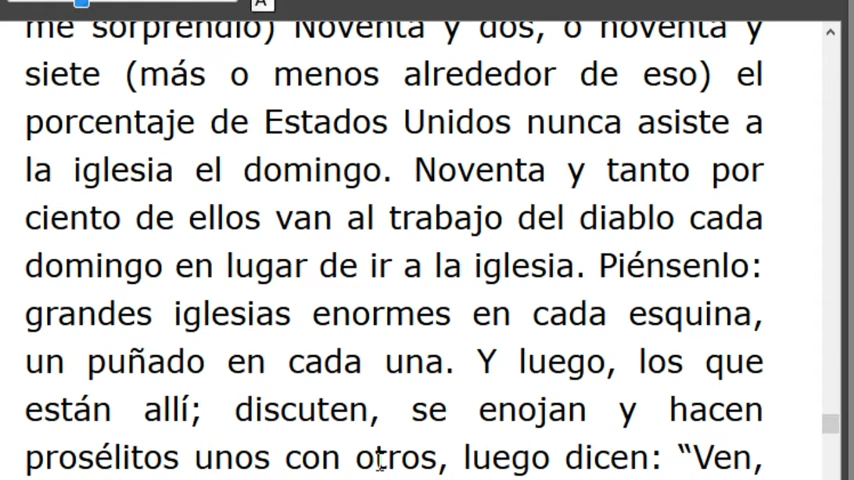 A
me sorprendió) Noventa y dos, o noventa y
siete (más o menos alrededor de eso) el
porcentaje de Estados Unidos nunca asiste a
la iglesia el domingo. Noventa y tanto por
ciento de ellos van al trabajo del diablo cada
domingo en lugar de ir a la iglesia. Piénsenlo:
grandes iglesias enormes en cada esquina,
un puñado en cada una. Y luego, los que
están allí; discuten, se enojan y hacen
prosélitos unos con otros, luego dicen: “Ven,